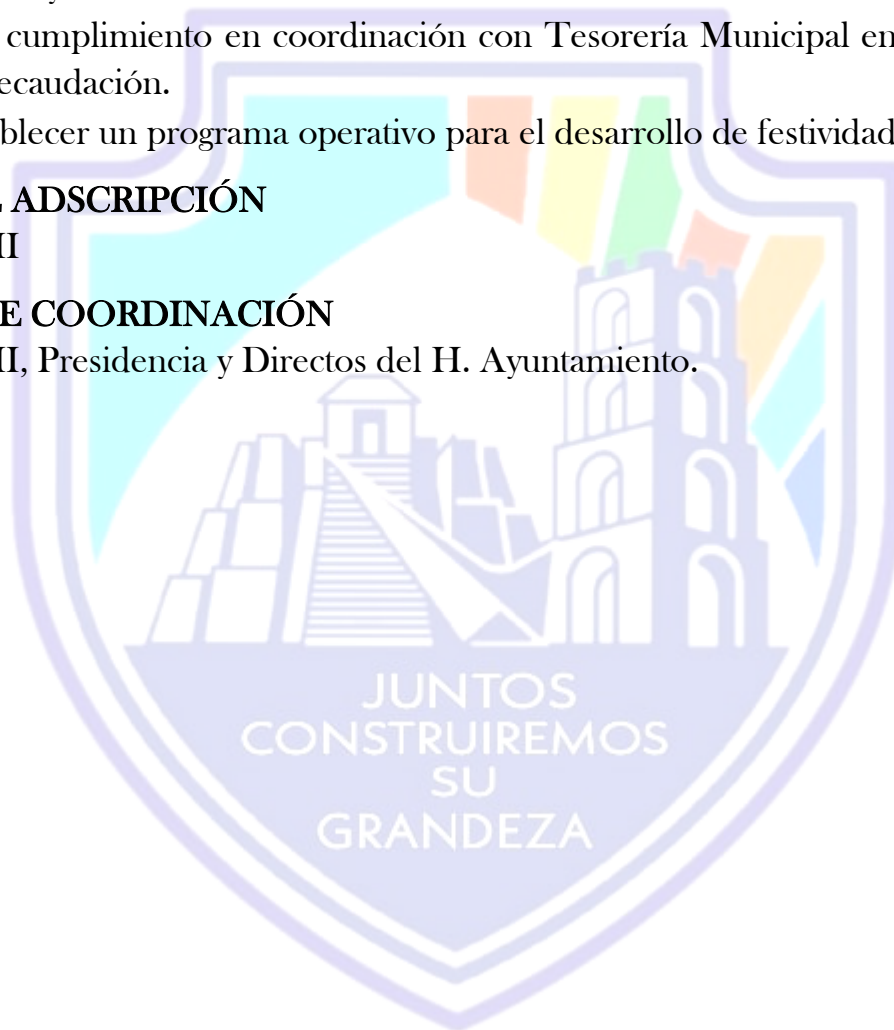 cumplimiento en coordinación con Tesorería Municipal en
ecaudación.
blecer un programa operativo para el desarrollo de festividad
ADSCRIPCIÓN
II
E COORDINACIÓN
II, Presidencia y Directos del H. Ayuntamiento.
JUNTOS
CONSTRUIREMOS
SU
GRANDEZA